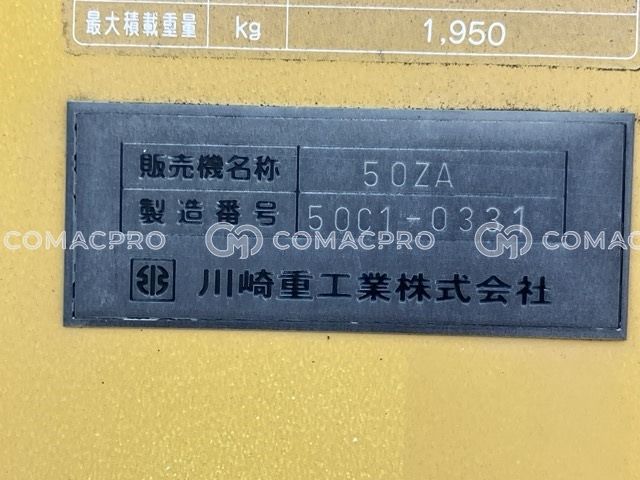 最大積載重量 kg 1,950
販売機名称 50ZA
製造番号 50C1-0331
COMACPRO COMACPRO COMACPRO
川崎重工業株式会社